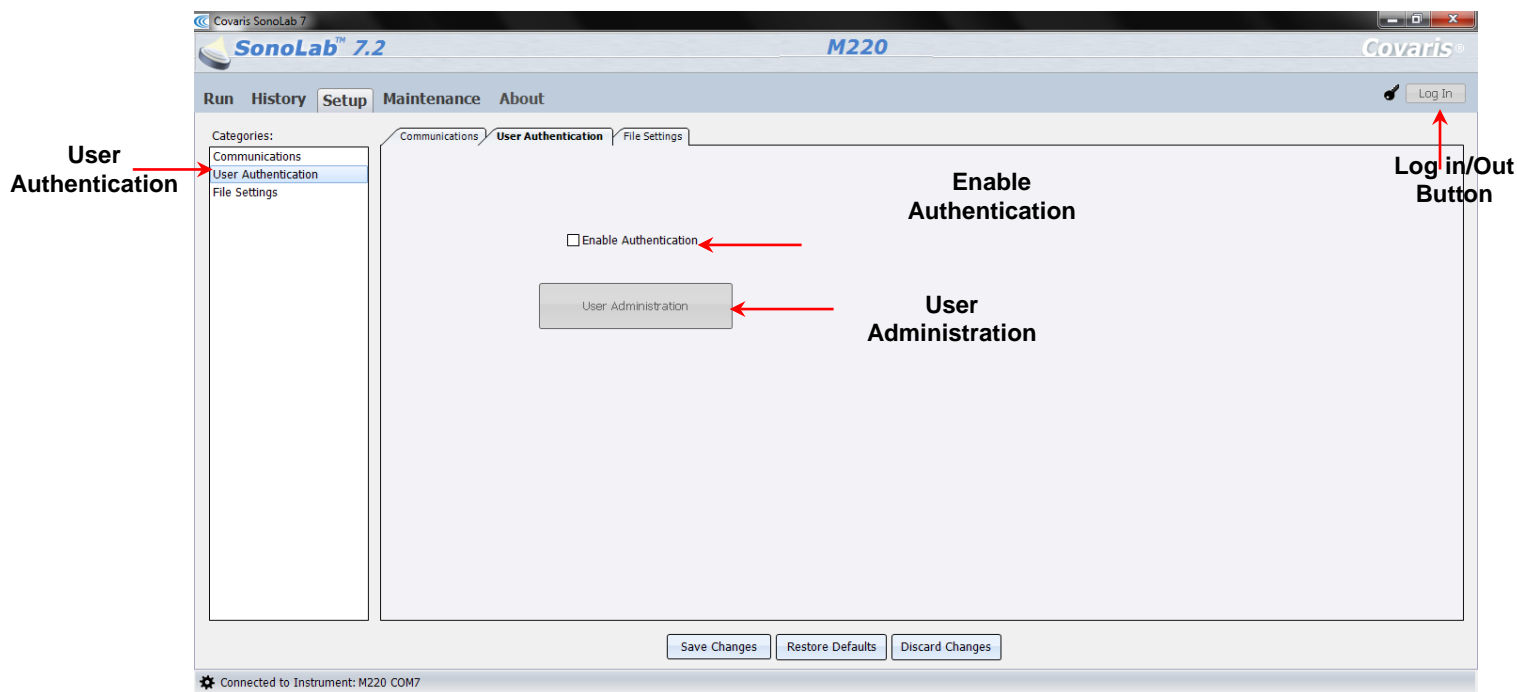 Covaris SonoLab 7
SonoLab™ 7.2
M220
Covaris®
Run History Setup Maintenance About
Log In
Categories:
Communications
User Authentication
File Settings
Communications User Authentication File Settings
User
Authentication
Enable
Authentication
Log in/Out
Button
Enable Authentication
User Administration
User
Administration
Save Changes Restore Defaults Discard Changes
Connected to Instrument: M220 COM7